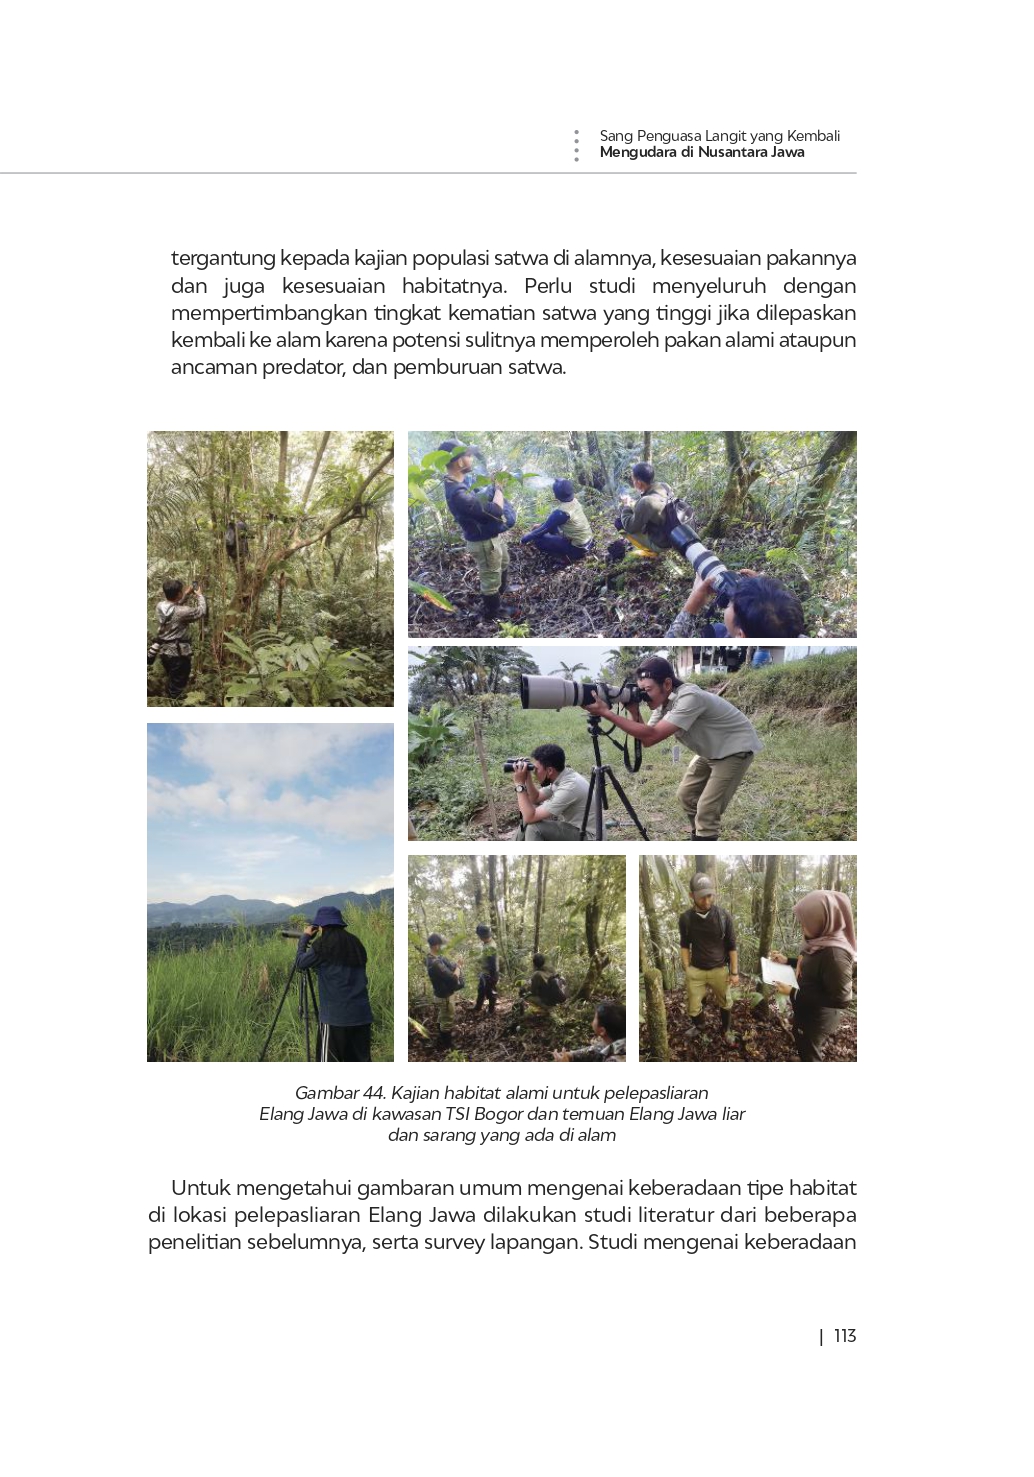 Sang Penguasa Langit yang Kembali
Mengudara di Nusantara Jawa
tergantung kepada kajian populasi satwa di alamnya, kesesuaian pakannya
dan juga kesesuaian habitatnya. Perlu studi menyeluruh dengan
mempertimbangkan tingkat kematian satwa yang tinggi jika dilepaskan
kembali ke alam karena potensi sulitnya memperoleh pakan alami ataupun
ancaman predator, dan pemburuan satwa.
Gambar 44. Kajian habitat alami untuk pelepasliaran
Elang Jawa di kawasan TSI Bogor dan temuan Elang Jawa liar
dan sarang yang ada di alam
Untuk mengetahui gambaran umum mengenai keberadaan tipe habitat
di lokasi pelepasliaran Elang Jawa dilakukan studi literatur dari beberapa
penelitian sebelumnya, serta survey lapangan. Studi mengenai keberadaan
| 113